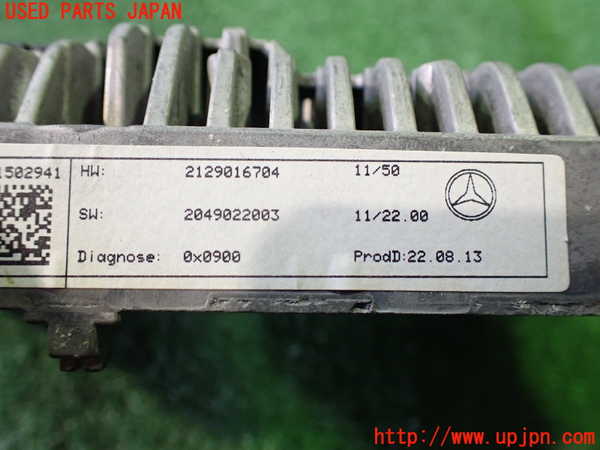 USED PARTS JAPAN
1502941
HW: 2129016704 11/50
SW: 2049022003 11/22.00
Diagnose: 0x0900 ProdD:22.08.13
http://www.upjpn.com